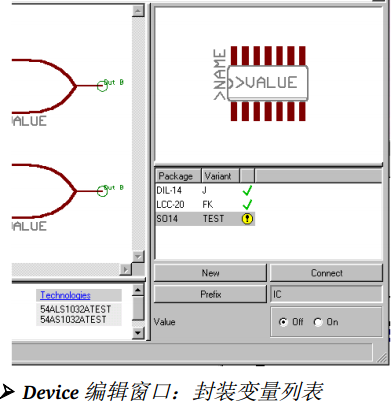 Out B
VALUE
Out B
VALUE
>NAME
>VALUE
Package Variant
DIL-14 J
LCC-20 FK
SO14 TEST
New Connect
Prefix IC
Value Off On
Technologies
54ALS1032ATEST
54AS1032ATEST
➢ Device 编辑窗口：封装变量列表